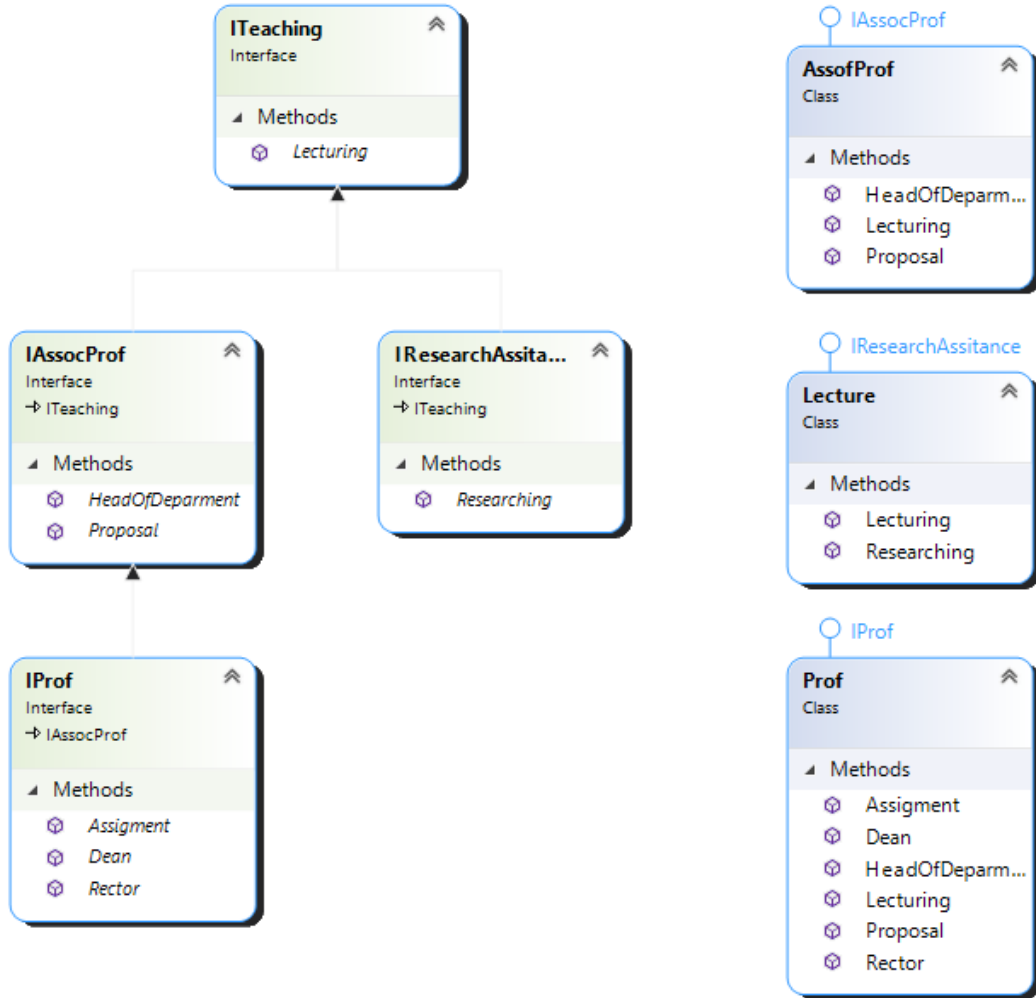 ITeaching
Interface
Methods
Lecturing
IAssocProf
Interface
ITeaching
Methods
HeadOfDeparment
Proposal
IResearchAssita...
Interface
ITeaching
Methods
Researching
IProf
Interface
IAssocProf
Methods
Assigment
Dean
Rector
IAssocProf
AssofProf
Class
Methods
HeadOfDeparm...
Lecturing
Proposal
IResearchAssitance
Lecture
Class
Methods
Lecturing
Researching
IProf
Prof
Class
Methods
Assigment
Dean
HeadOfDeparm...
Lecturing
Proposal
Rector